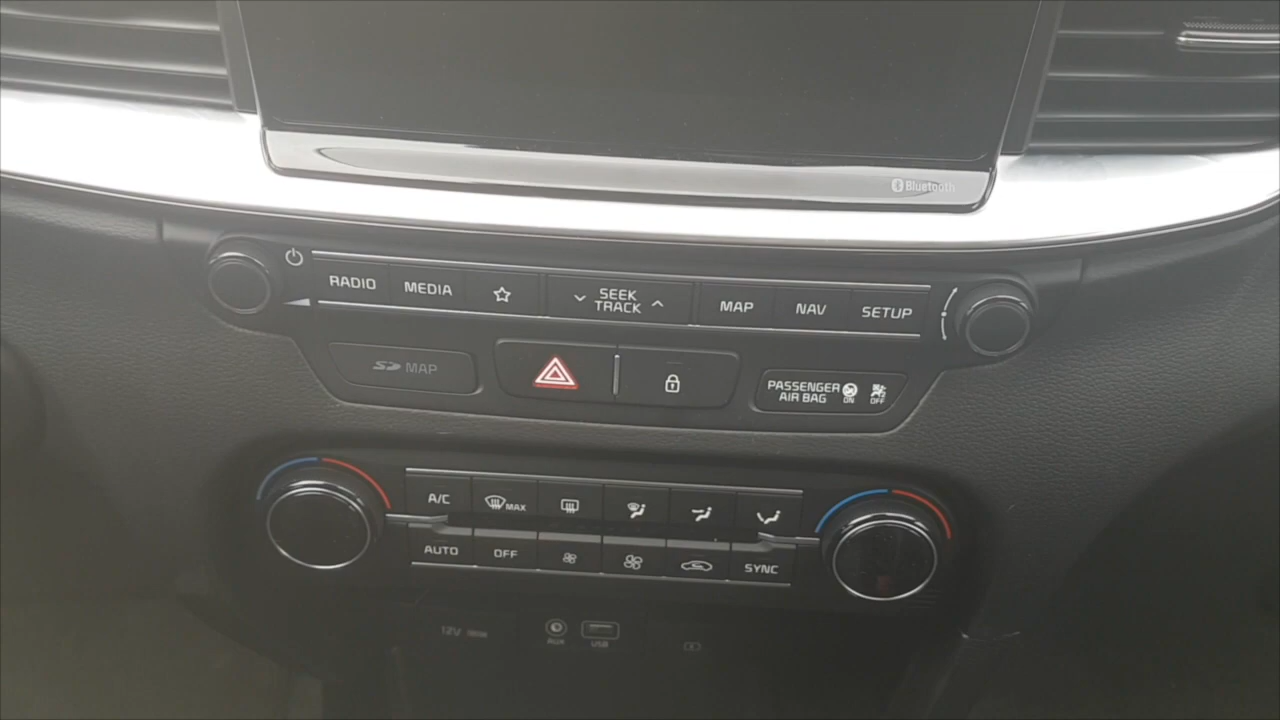 Bluetooth
RADIO MEDIA SEEK TRACK MAP NAV SETUP
SD MAP
PASSENGER
AIR BAG ON OFF
A/C MAX
AUTO OFF SYNC
12V AUX USB